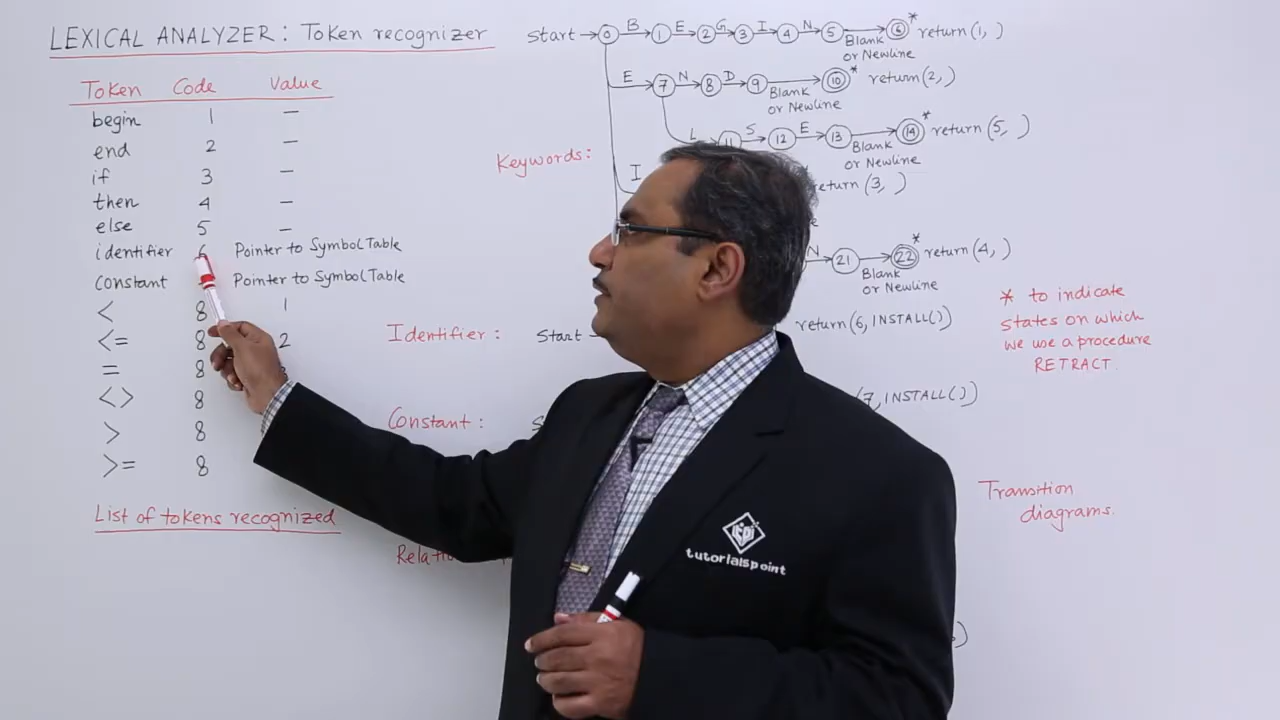 LEXICAL ANALYZER: Token recognizer
Token Code Value
begin 1 —
end 2 —
if 3 —
then 4 —
else 5 —
identifier 6 Pointer to Symbol Table
constant Pointer to Symbol Table
< 8 1
<= 8 2
= 8
<> 8
> 8
>= 8
List of tokens recognized
Start 0 B 1 E 2 G 3 I 4 N 5 Blank or Newline 6 * return(1, )
E 7 N 8 D 9 Blank or Newline 10 * return(2, )
L 11 S 12 E 13 Blank or Newline 14 * return(5, )
Keywords:
I return(3, )
N 21 Blank or Newline 22 * return(4, )
Identifier: Start return(6, INSTALL())
Constant: (7, INSTALL())
* to indicate
states on which
we use a procedure
RETRACT.
Transition
diagrams.
tutorialspoint